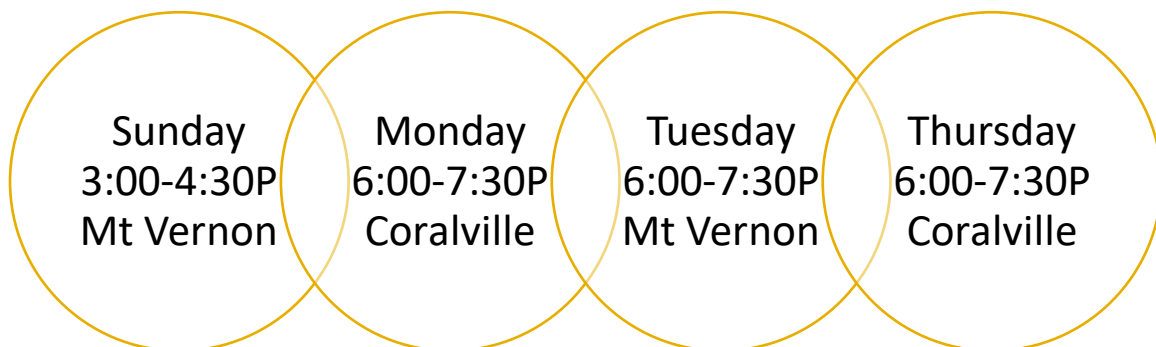 Sunday
3:00-4:30P
Mt Vernon
Monday
6:00-7:30P
Coralville
Tuesday
6:00-7:30P
Mt Vernon
Thursday
6:00-7:30P
Coralville